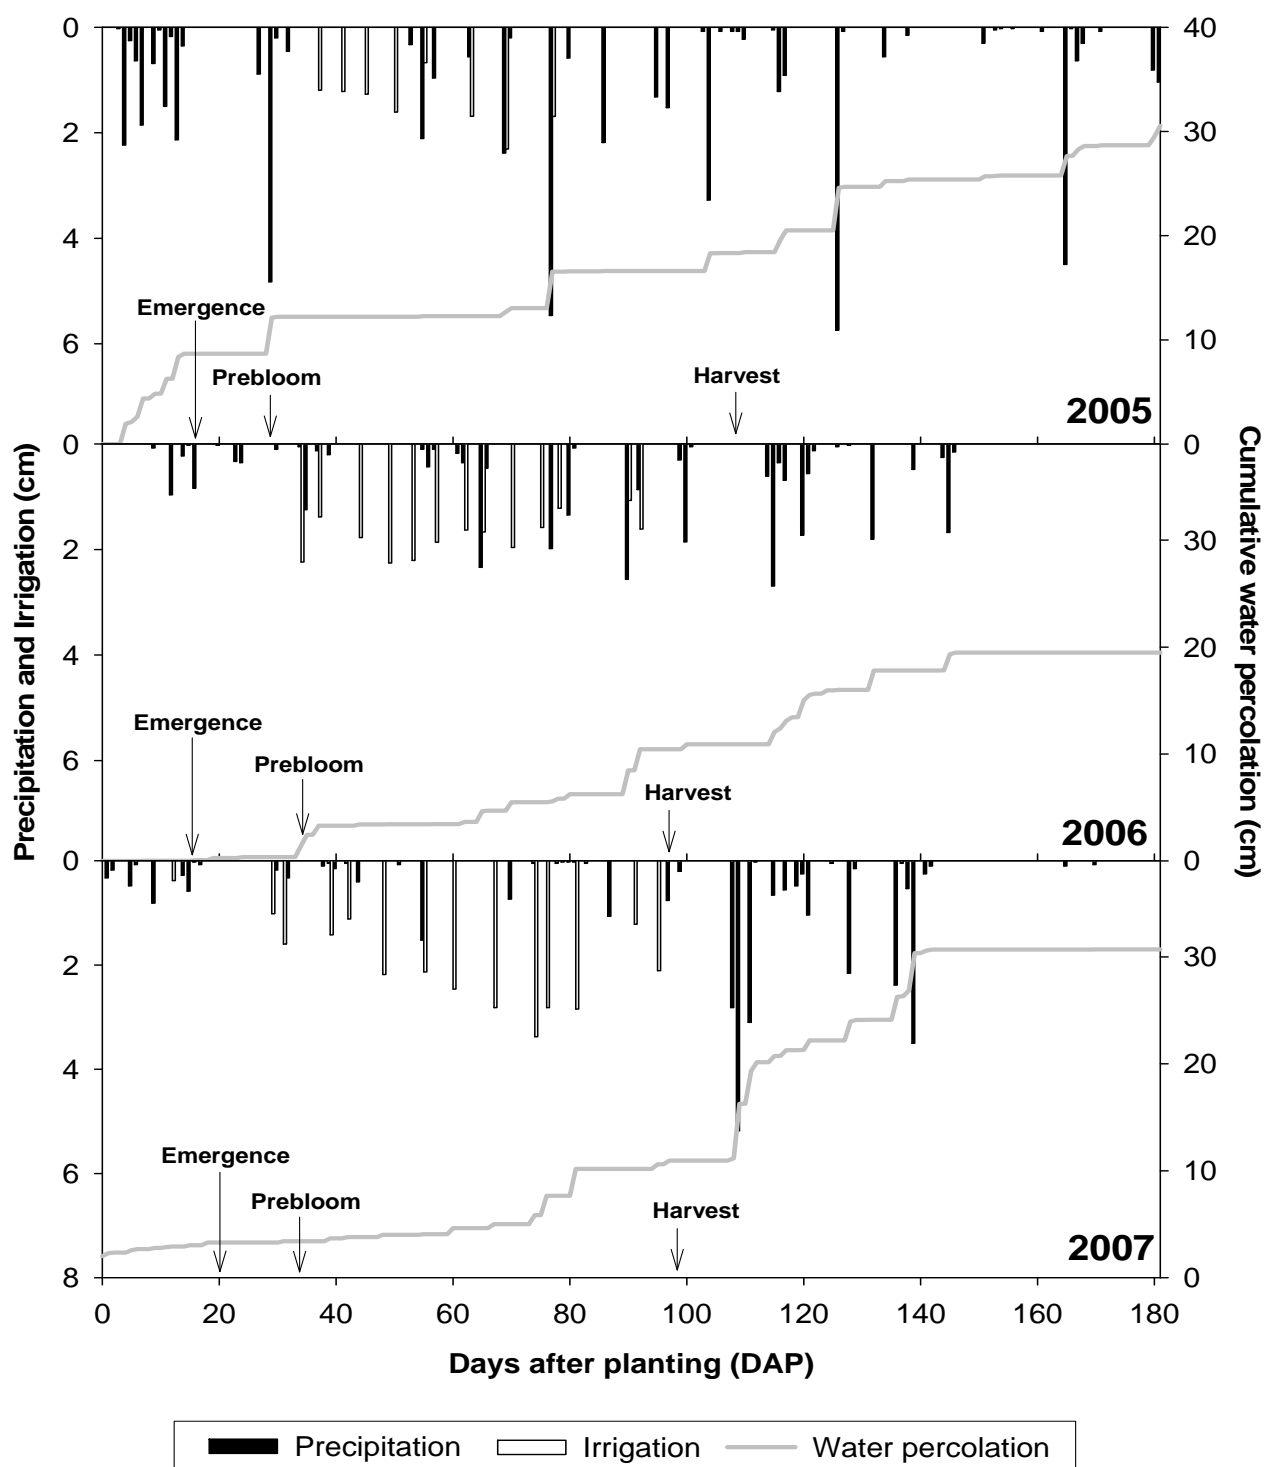 0
2
4
6
0
2
4
6
0
2
4
6
8
40
30
20
10
0
30
20
10
0
30
20
10
0
Precipitation and Irrigation (cm)
Cumulative water percolation (cm)
Emergence
Prebloom
Harvest
2005
Emergence
Prebloom
Harvest
2006
Emergence
Prebloom
Harvest
2007
0 20 40 60 80 100 120 140 160 180
Days after planting (DAP)
Precipitation Irrigation Water percolation